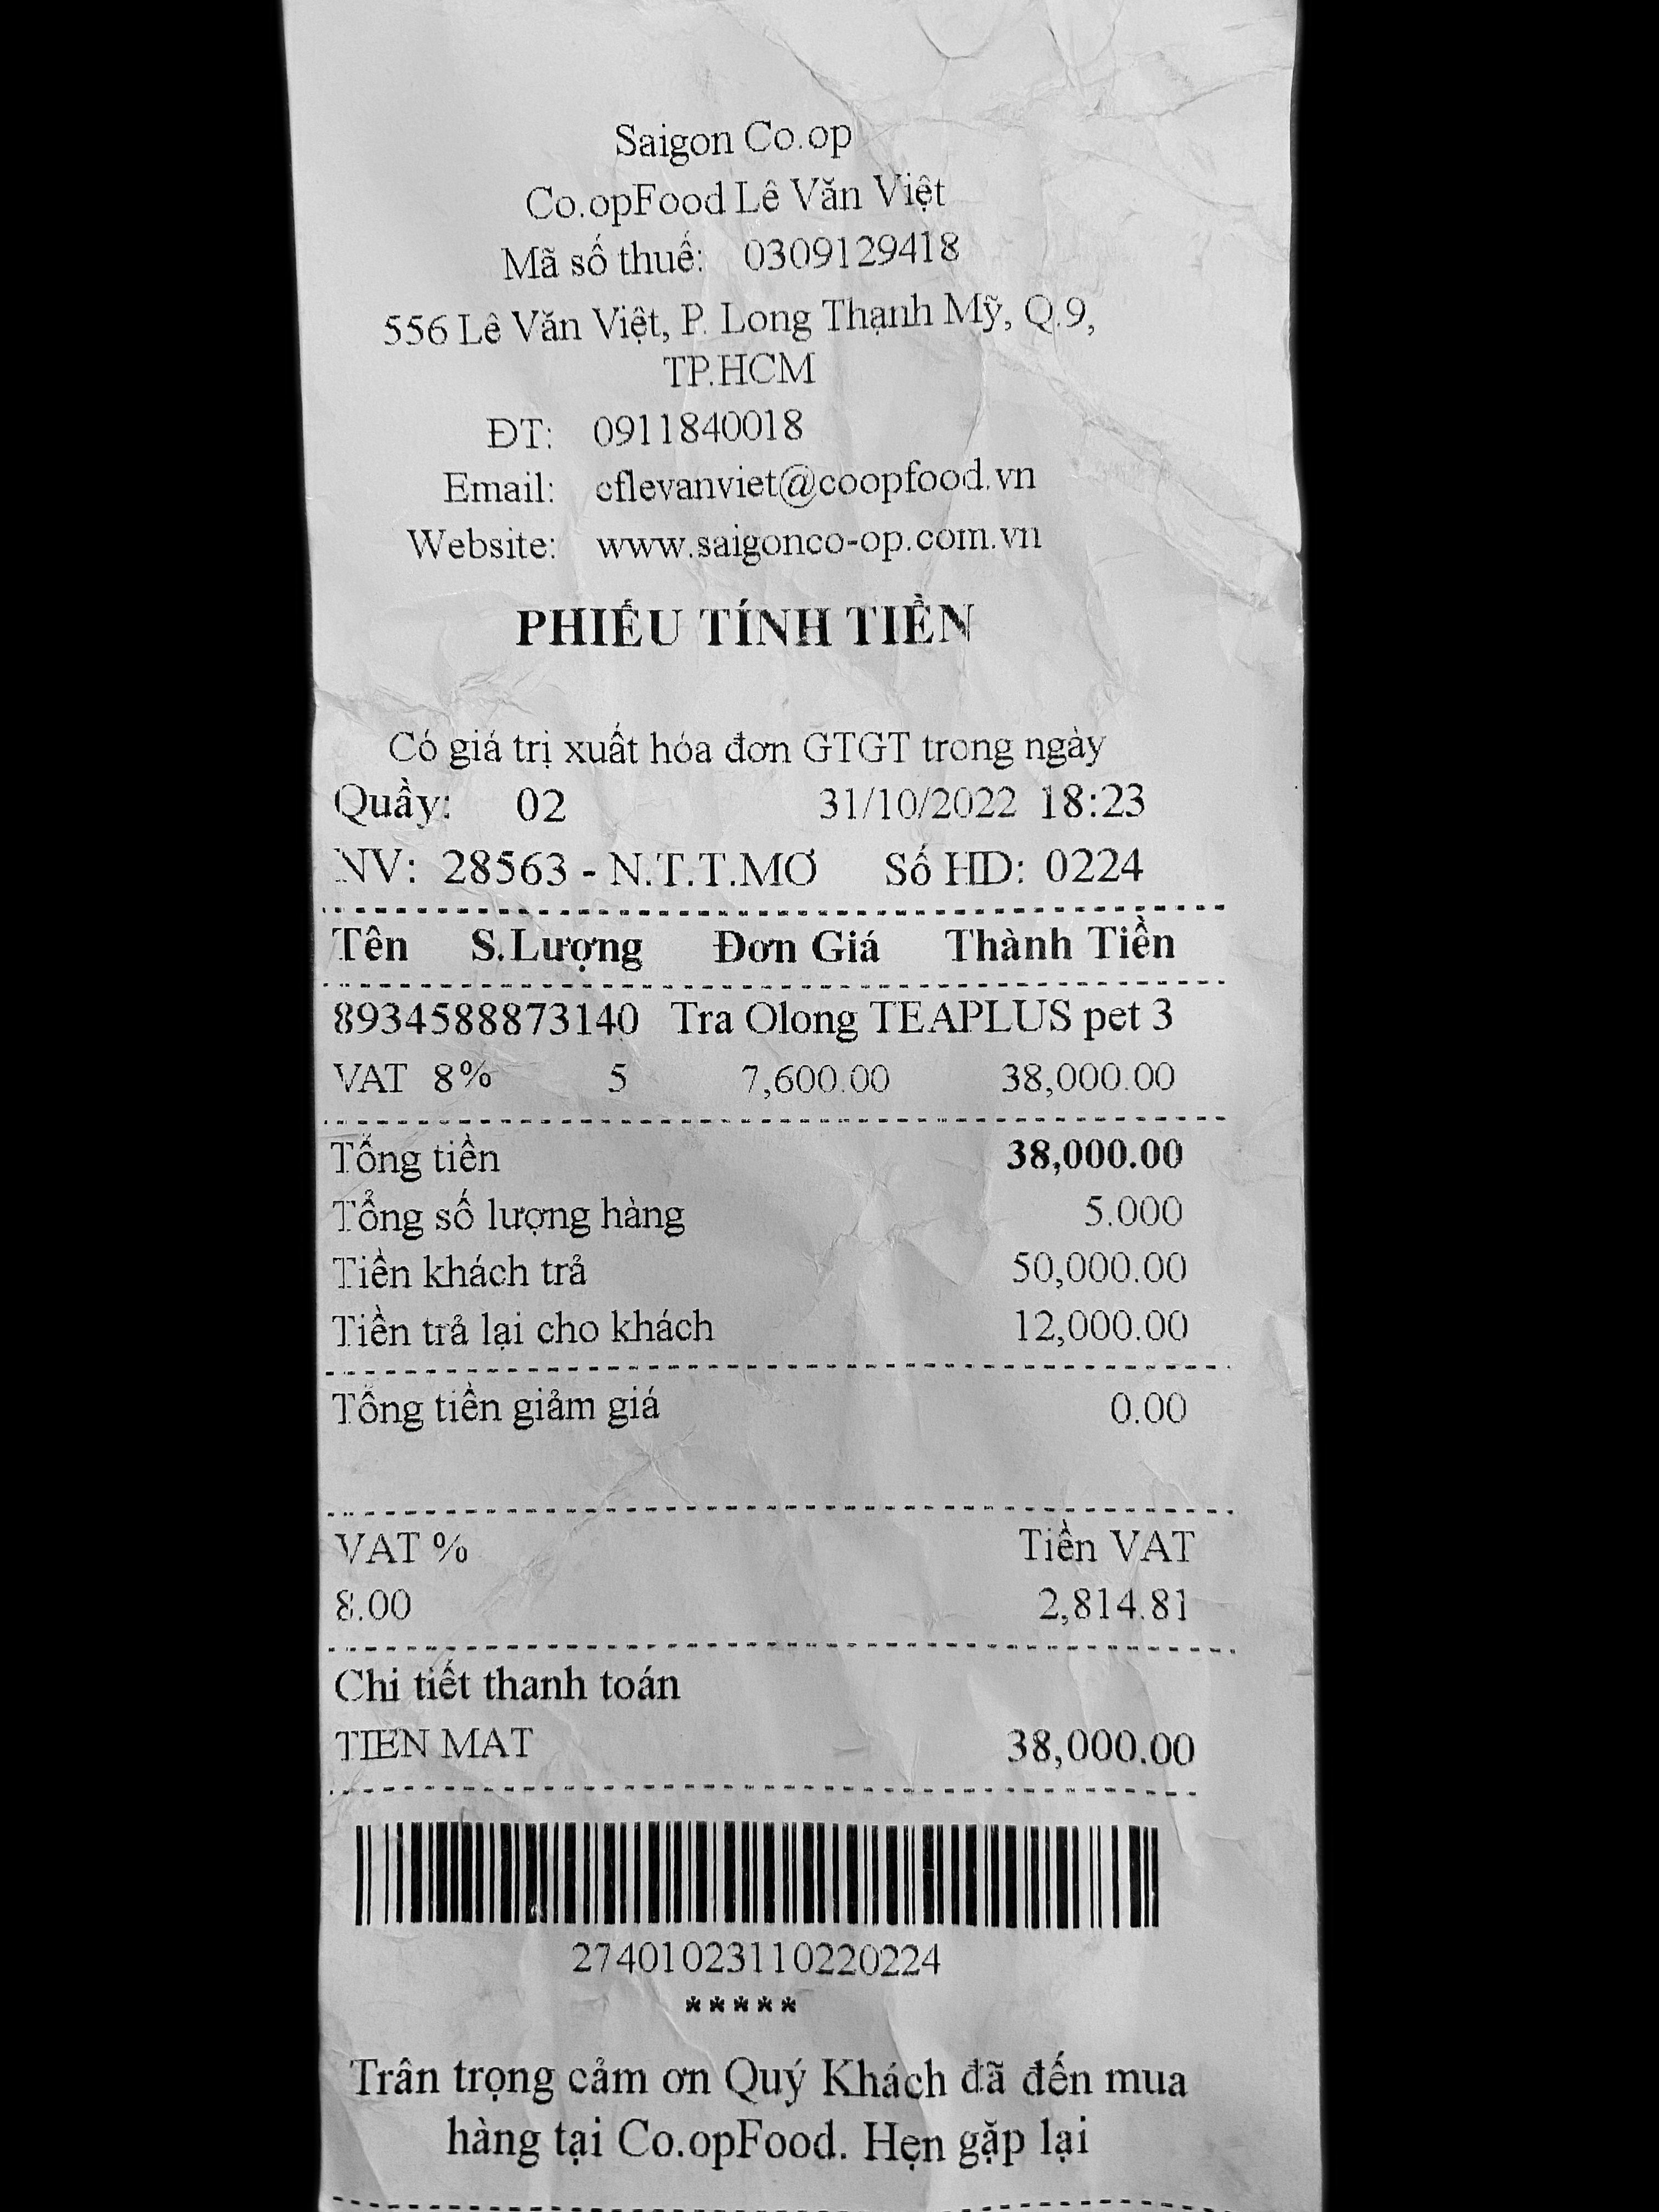 Saigon Co.op
Co.opFood Lê Văn Việt
Mã số thuế: 0309129418
556 Lê Văn Việt, P. Long Thạnh Mỹ, Q.9,
TP.HCM
ĐT: 0911840018
Email: cflevanviet@coopfood.vn
Website: www.saigonco-op.com.vn
PHIẾU TÍNH TIỀN
Có giá trị xuất hóa đơn GTGT trong ngày
Quầy: 02 31/10/2022 18:23
NV: 28563 - N.T.T.MƠ Số HD: 0224
Tên S.Lượng Đơn Giá Thành Tiền
8934588873140 Tra Olong TEAPLUS pet 3
VAT 8% 5 7,600.00 38,000.00
Tổng tiền 38,000.00
Tổng số lượng hàng 5.000
Tiền khách trả 50,000.00
Tiền trả lại cho khách 12,000.00
Tổng tiền giảm giá 0.00
VAT % Tiền VAT
8.00 2,814.81
Chi tiết thanh toán
TIEN MAT 38,000.00
27401023110220224
*****
Trân trọng cảm ơn Quý Khách đã đến mua
hàng tại Co.opFood. Hẹn gặp lại